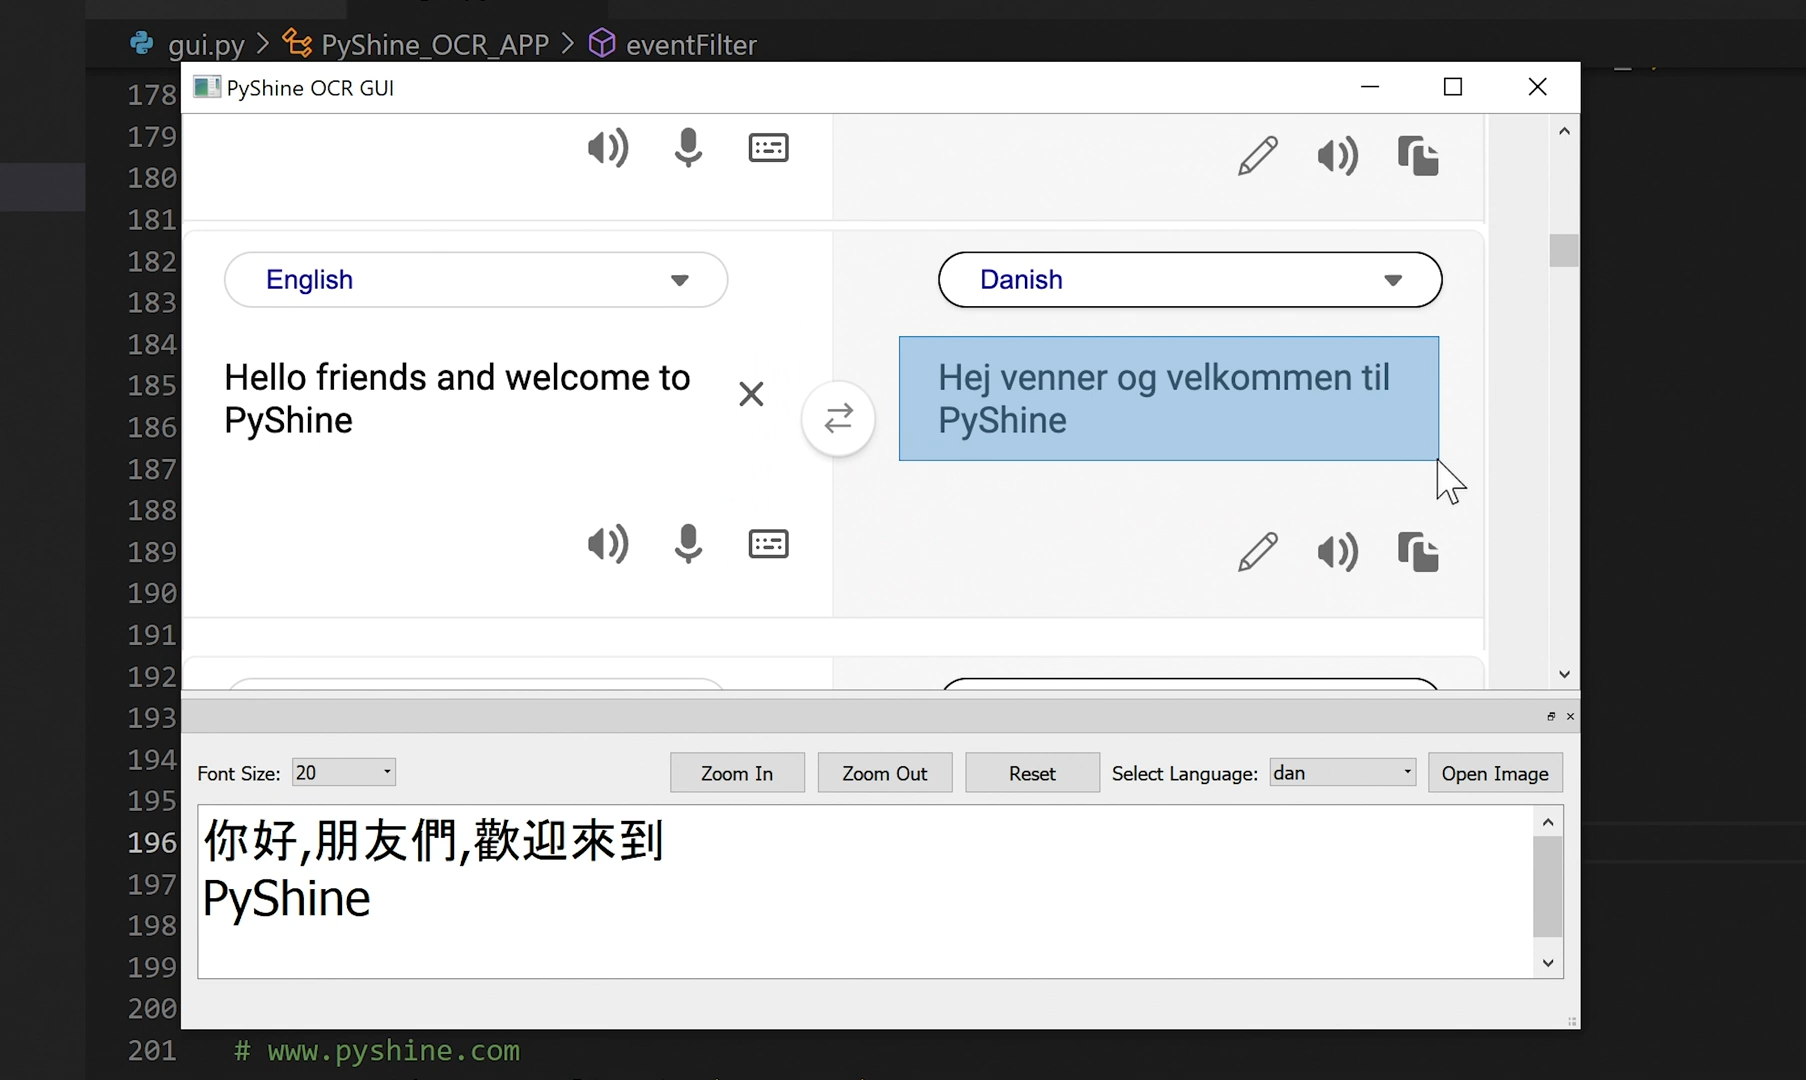 gui.py > PyShine_OCR_APP > eventFilter
PyShine OCR GUI
178
179
180
181
182
183
184
185
186
187
188
189
190
191
192
193
194
195
196
197
198
199
200
201 # www.pyshine.com
English
Danish
Hello friends and welcome to
PyShine
Hej venner og velkommen til
PyShine
Font Size: 20
Zoom In
Zoom Out
Reset
Select Language: dan
Open Image
你好,朋友們,歡迎來到
PyShine